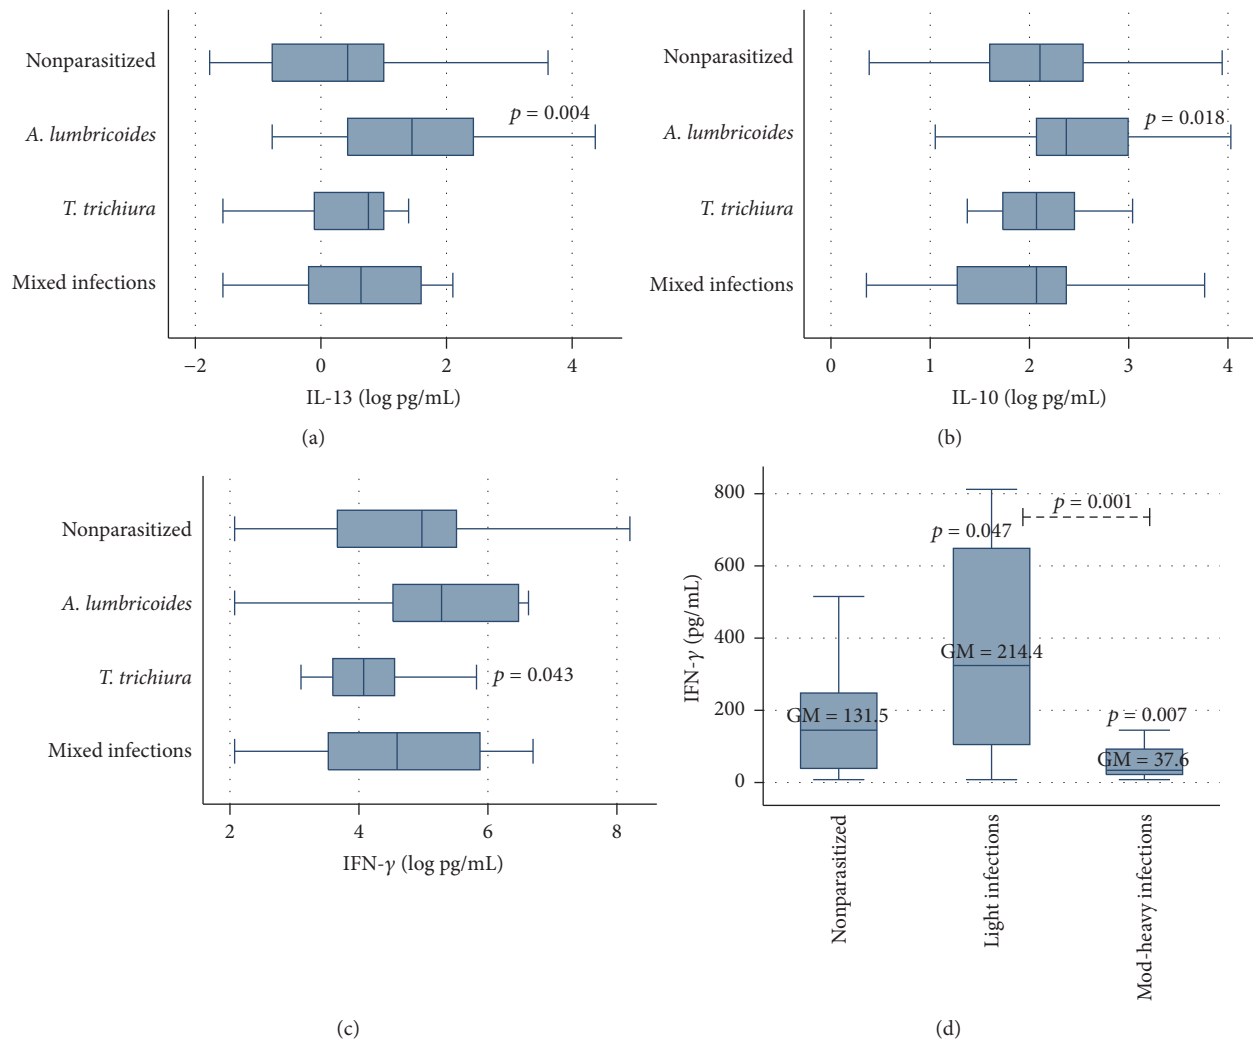 Nonparasitized
A. lumbricoides
p = 0.004
T. trichiura
Mixed infections
−2 0 2 4
IL-13 (log pg/mL)
(a)
Nonparasitized
A. lumbricoides
p = 0.018
T. trichiura
Mixed infections
0 1 2 3 4
IL-10 (log pg/mL)
(b)
Nonparasitized
A. lumbricoides
T. trichiura
p = 0.043
Mixed infections
2 4 6 8
IFN-γ (log pg/mL)
(c)
800
600
400
200
0
IFN-γ (pg/mL)
p = 0.001
p = 0.047
GM = 214.4
GM = 131.5
p = 0.007
GM = 37.6
Nonparasitized
Light infections
Mod-heavy infections
(d)